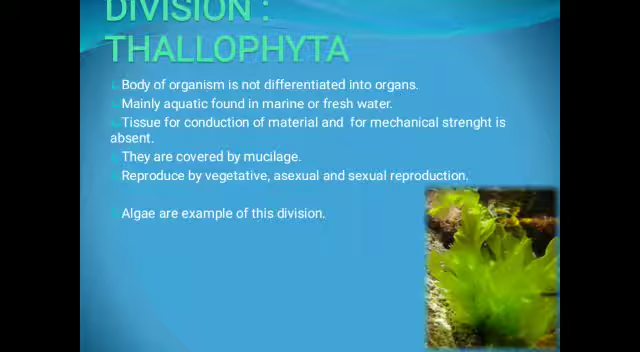 DIVISION :
THALLOPHYTA
Body of organism is not differentiated into organs.
Mainly aquatic found in marine or fresh water.
Tissue for conduction of material and  for mechanical strenght is
absent.
They are covered by mucilage.
Reproduce by vegetative, asexual and sexual reproduction.
Algae are example of this division.